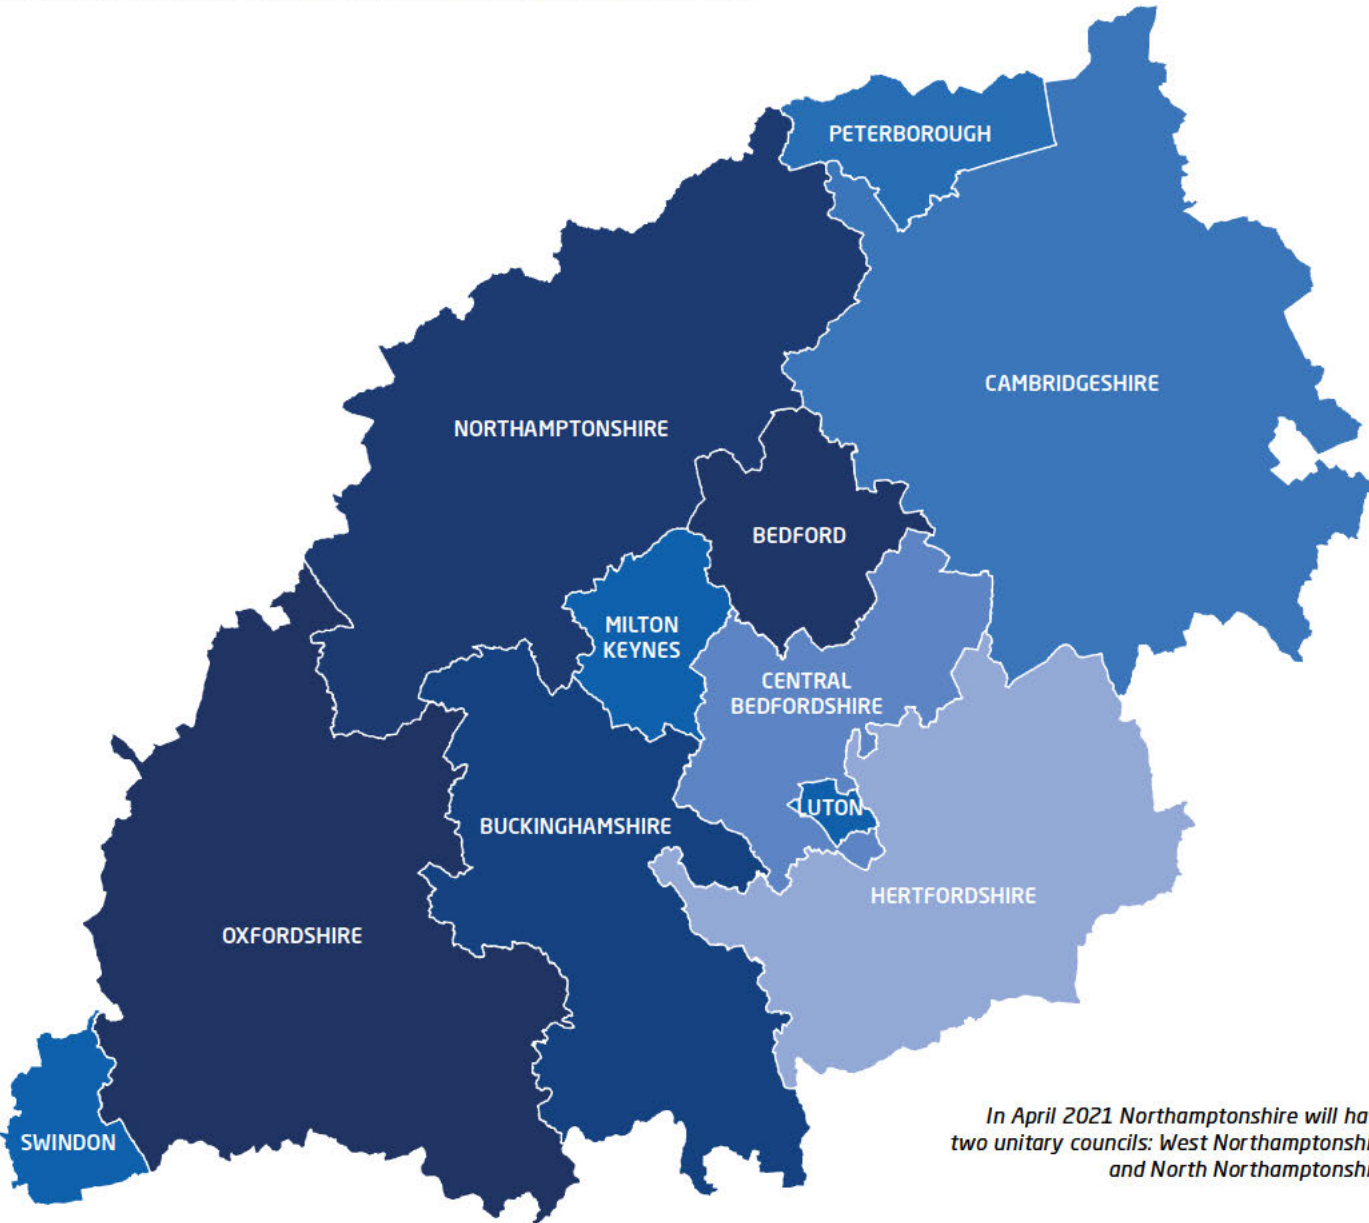 PETERBOROUGH
CAMBRIDGESHIRE
NORTHAMPTONSHIRE
BEDFORD
MILTON
KEYNES
CENTRAL
BEDFORDSHIRE
LUTON
BUCKINGHAMSHIRE
HERTFORDSHIRE
OXFORDSHIRE
SWINDON
In April 2021 Northamptonshire will ha
two unitary councils: West Northamptonshi
and North Northamptonshi